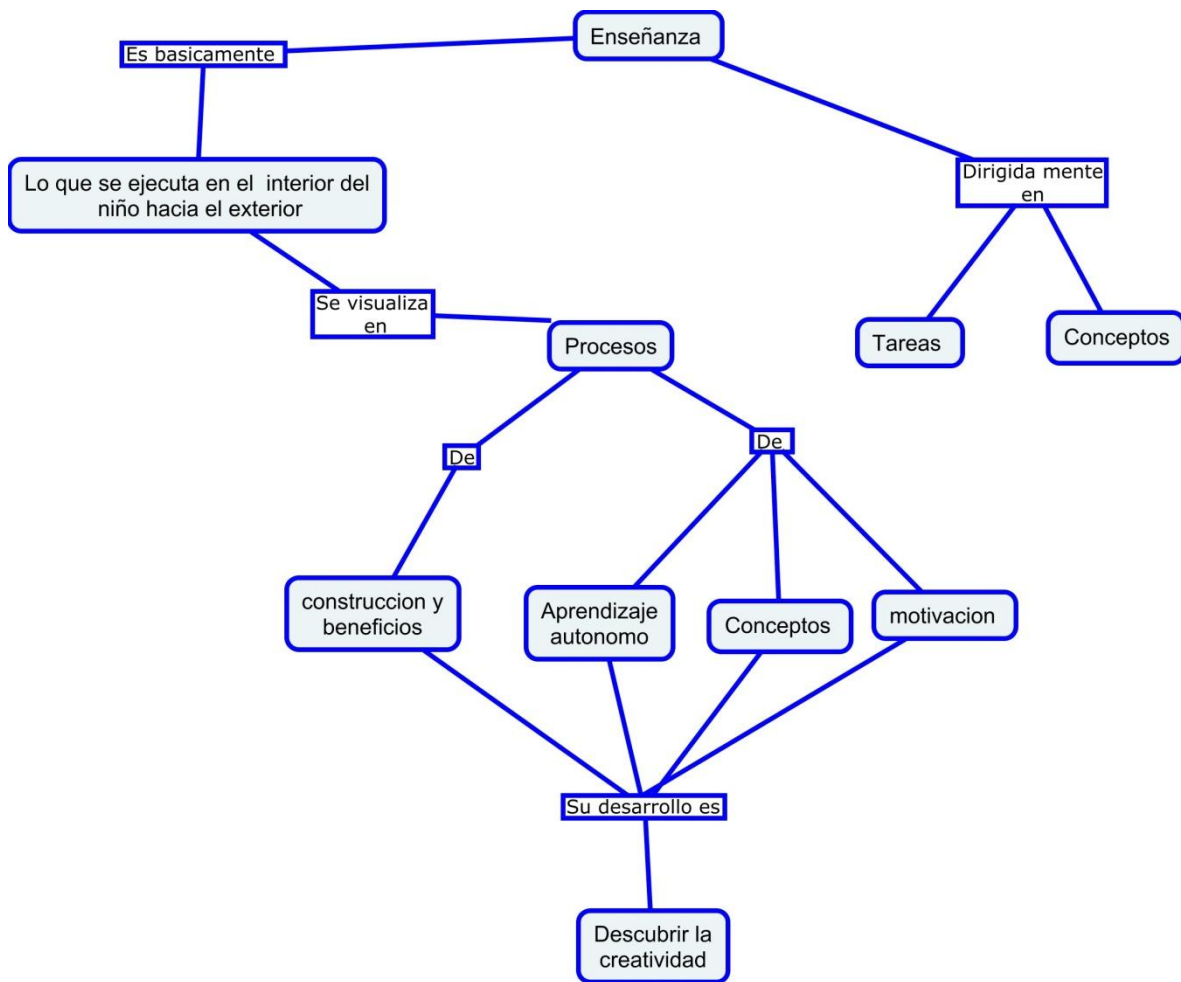 Enseñanza
Es basicamente
Lo que se ejecuta en el interior del
niño hacia el exterior
Dirigida mente
en
Se visualiza
en
Procesos
Tareas
Conceptos
De
De
construccion y
beneficios
Aprendizaje
autonomo
Conceptos
motivacion
Su desarrollo es
Descubrir la
creatividad